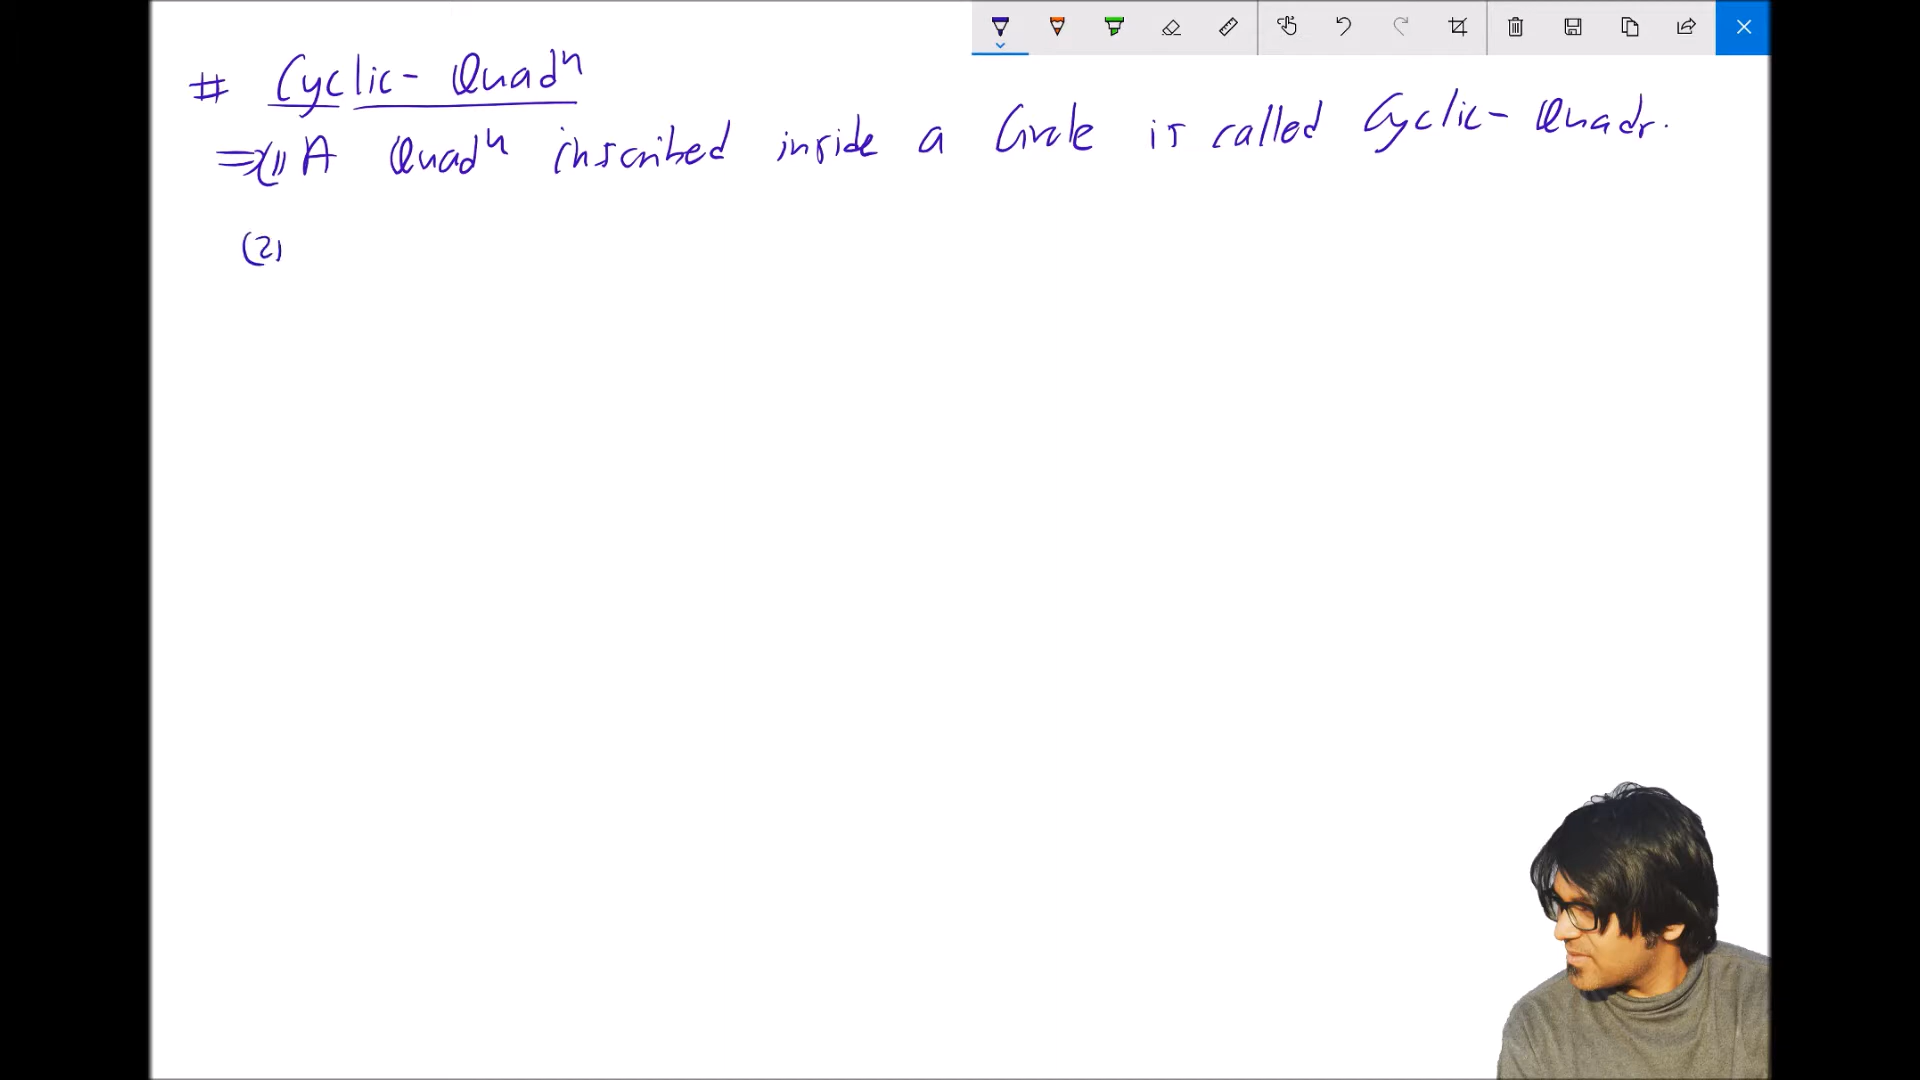 # Cyclic- Quadⁿ
⇒(1) A Quadⁿ inscribed inside a Circle is called Cyclic- Quadr.
(2)